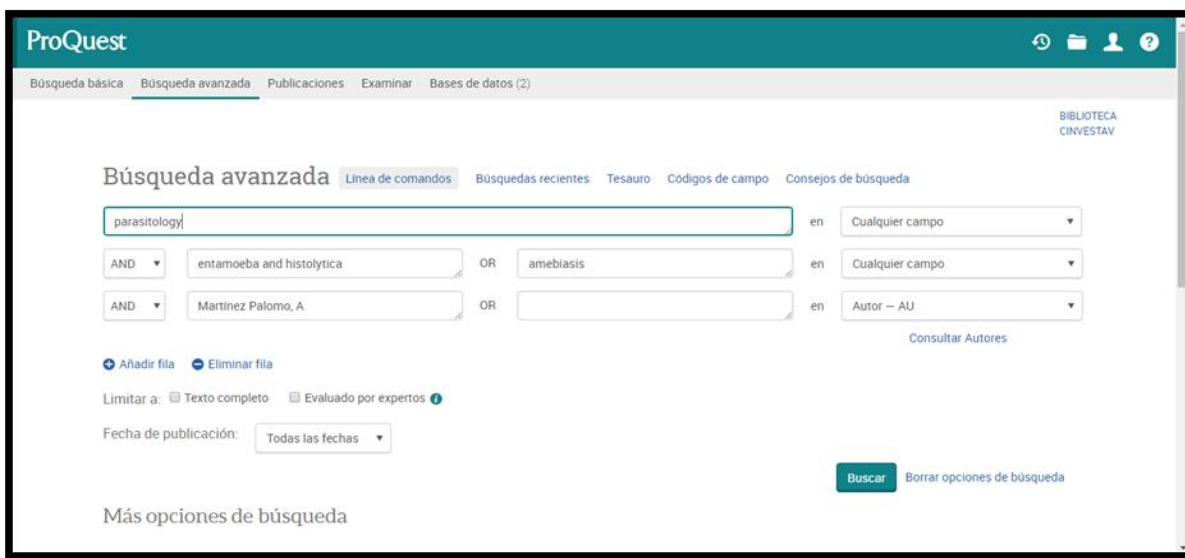 ProQuest
Búsqueda básica Búsqueda avanzada Publicaciones Examinar Bases de datos (2)
BIBLIOTECA
CINVESTAV
Búsqueda avanzada Línea de comandos Búsquedas recientes Tesauro Códigos de campo Consejos de búsqueda
parasitology en Cualquier campo
AND entamoeba and histolytica OR amebiasis en Cualquier campo
AND Martínez Palomo, A OR en Autor — AU
Consultar Autores
Añadir fila Eliminar fila
Limitar a: Texto completo Evaluado por expertos
Fecha de publicación: Todas las fechas
Buscar Borrar opciones de búsqueda
Más opciones de búsqueda